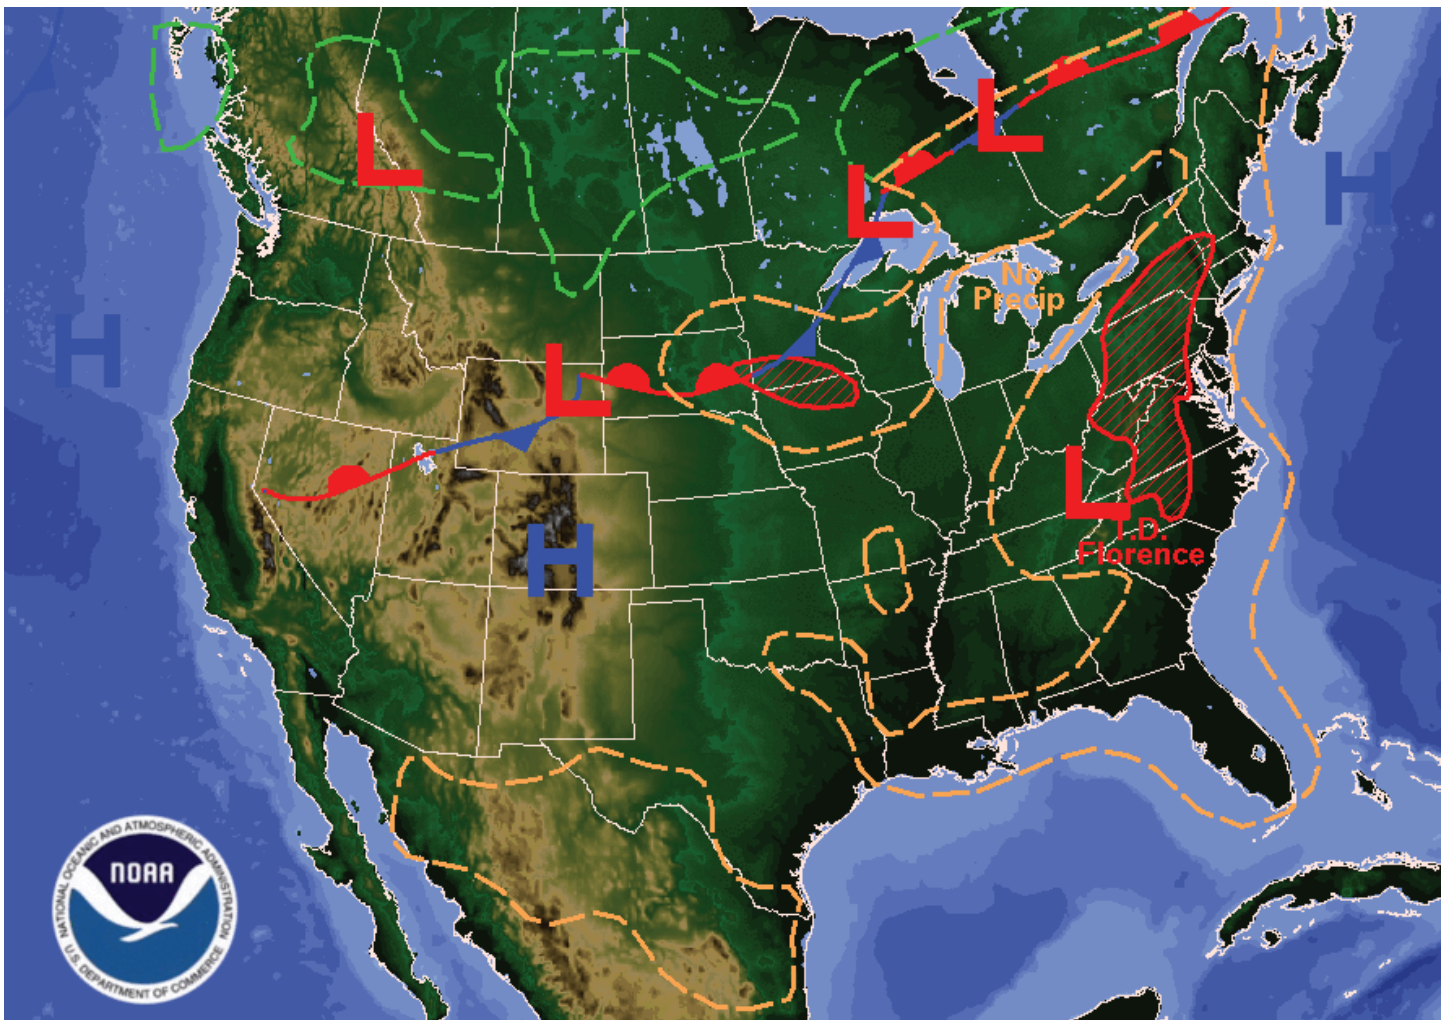 L
L
L
H
L
No
Precip
H
L
L
T.D.
Florence
H
NOAA
NATIONAL OCEANIC AND ATMOSPHERIC ADMINISTRATION
U.S. DEPARTMENT OF COMMERCE